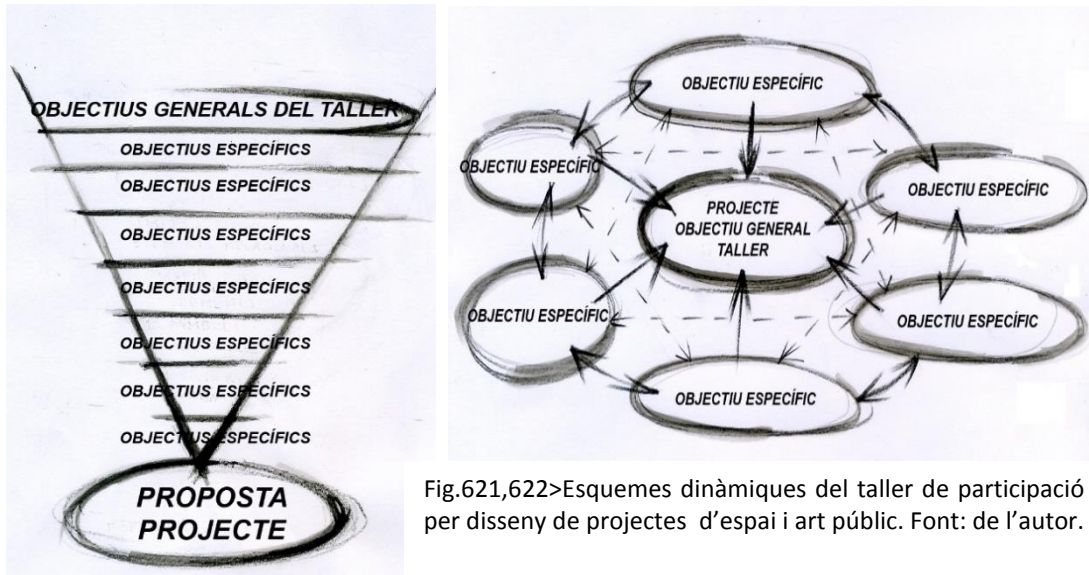 OBJECTIUS GENERALS DEL TALLER
OBJECTIUS ESPECÍFICS
OBJECTIUS ESPECÍFICS
OBJECTIUS ESPECÍFICS
OBJECTIUS ESPECÍFICS
OBJECTIUS ESPECÍFICS
OBJECTIUS ESPECÍFICS
OBJECTIUS ESPECÍFICS
PROPOSTA
PROJECTE
OBJECTIU ESPECÍFIC
OBJECTIU ESPECÍFIC
OBJECTIU ESPECÍFIC
PROJECTE
OBJECTIU GENERAL
TALLER
OBJECTIU ESPECÍFIC
OBJECTIU ESPECÍFIC
OBJECTIU ESPECÍFIC
Fig.621,622>Esquemes dinàmiques del taller de participació
per disseny de projectes d’espai i art públic. Font: de l’autor.